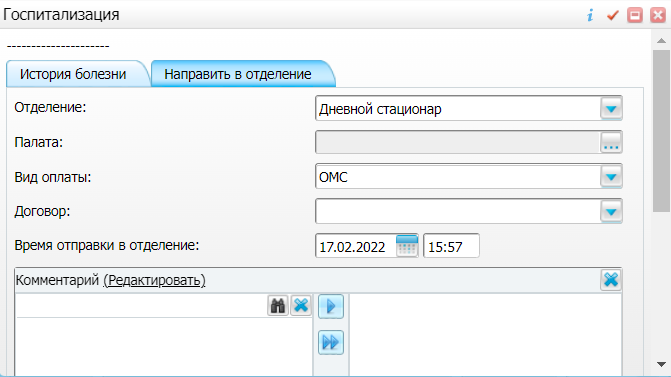 Госпитализация
---------------------
История болезни
Направить в отделение
Отделение: Дневной стационар
Палата:
Вид оплаты: ОМС
Договор:
Время отправки в отделение: 17.02.2022 15:57
Комментарий (Редактировать)